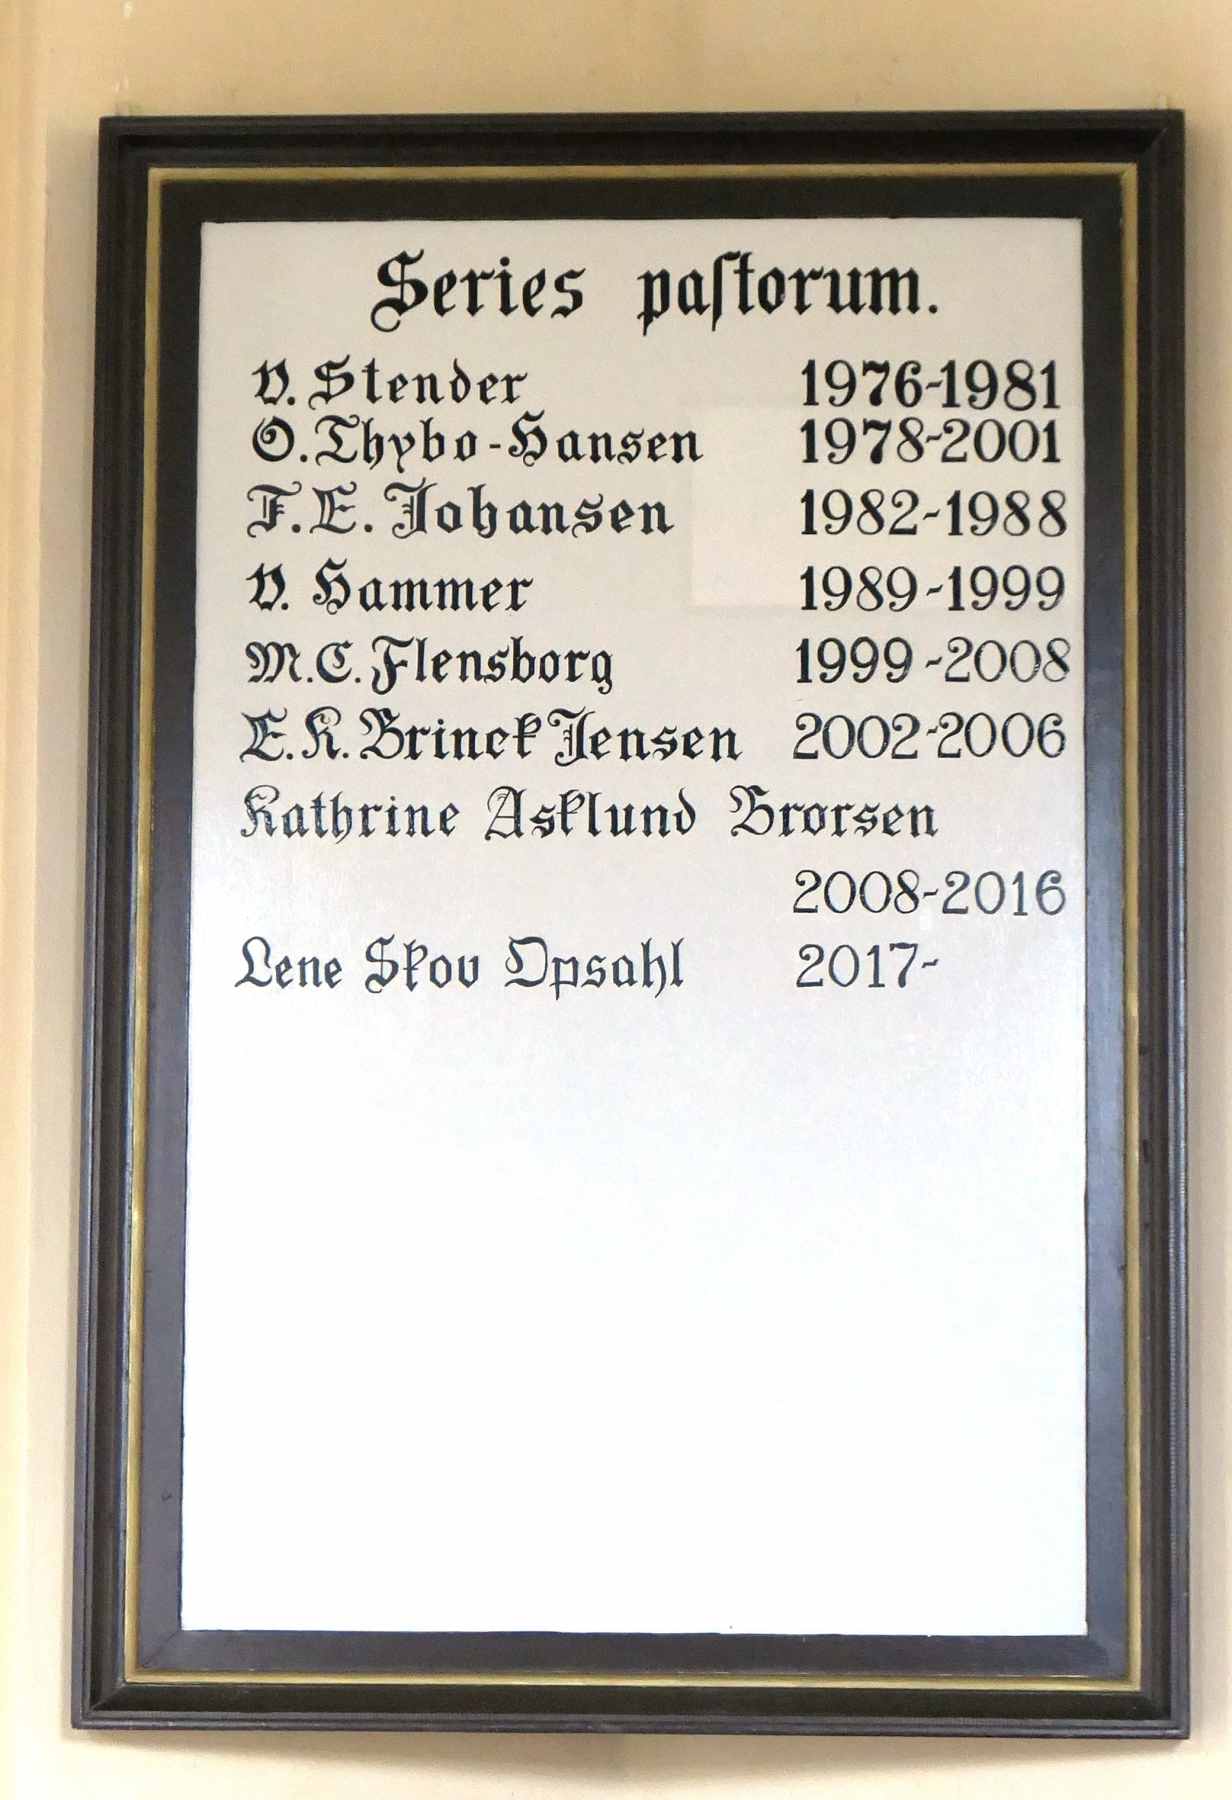 Series paſtorum.
V. Stender 1976-1981
O. Thybo-Hansen 1978-2001
F. E. Johansen 1982-1988
V. Hammer 1989-1999
M. C. Flensborg 1999-2008
E. K. Brinck Jensen 2002-2006
Kathrine Asklund Brorsen
2008-2016
Lene Skov Opsahl 2017-